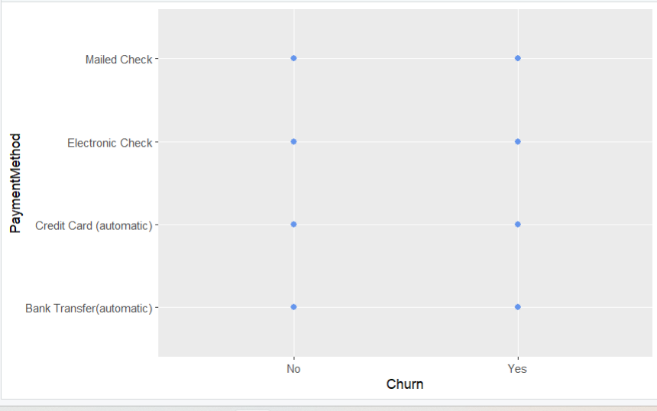 PaymentMethod
Mailed Check
Electronic Check
Credit Card (automatic)
Bank Transfer(automatic)
No Yes
Churn